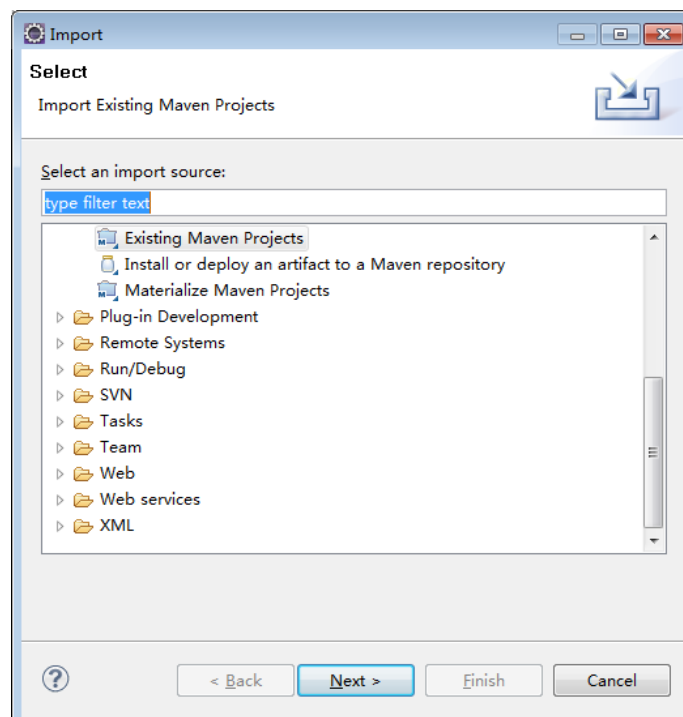 Import
Select
Import Existing Maven Projects
Select an import source:
type filter text
Existing Maven Projects
Install or deploy an artifact to a Maven repository
Materialize Maven Projects
Plug-in Development
Remote Systems
Run/Debug
SVN
Tasks
Team
Web
Web services
XML
? < Back Next > Finish Cancel